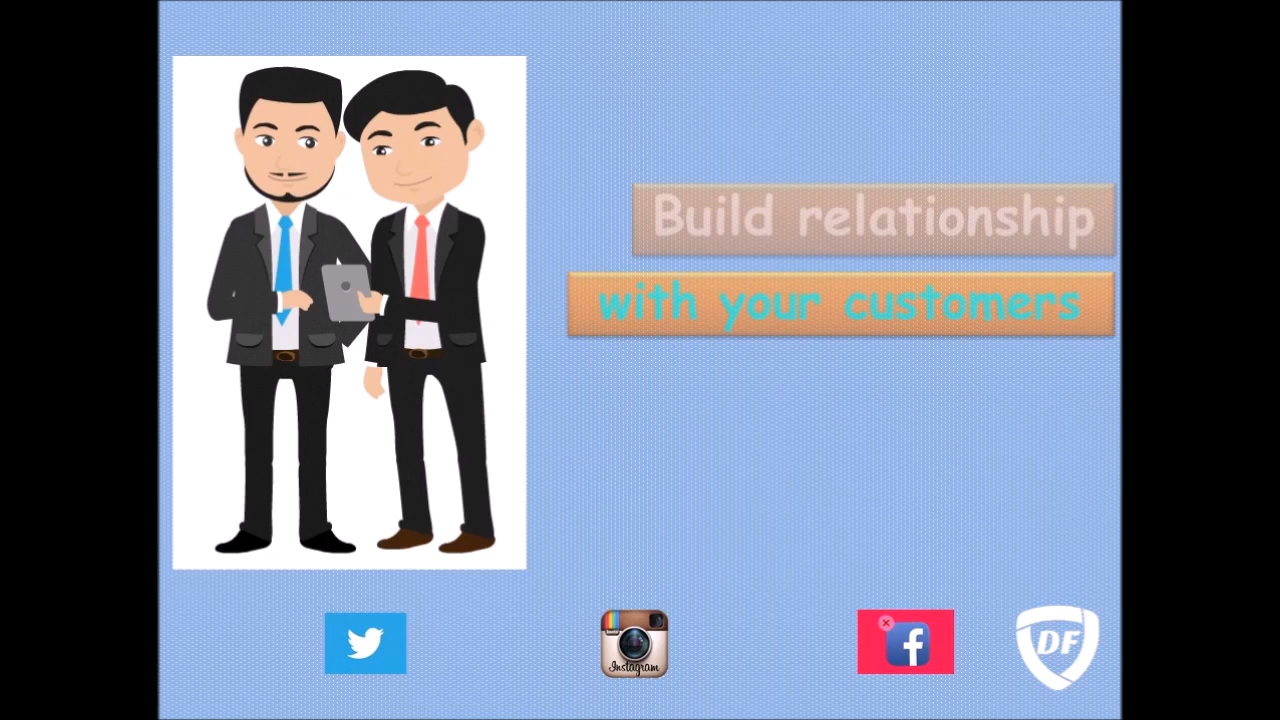 Build relationship
with your customers
Instagram
f
DF